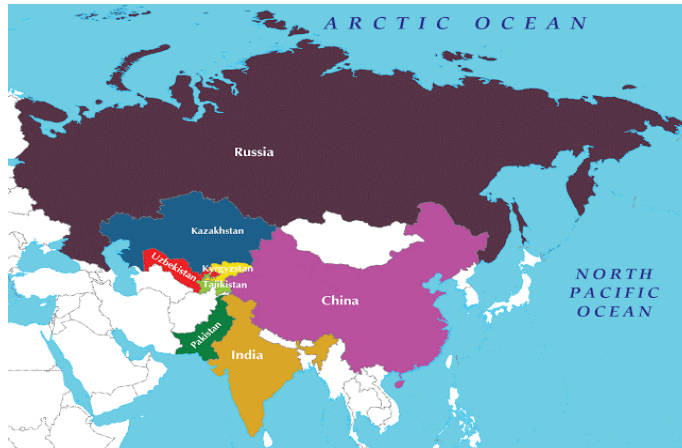 ARCTIC OCEAN
Russia
Kazakhstan
Uzbekistan
Kyrgyzstan
Tajikistan
China
Pakistan
India
NORTH
PACIFIC
OCEAN